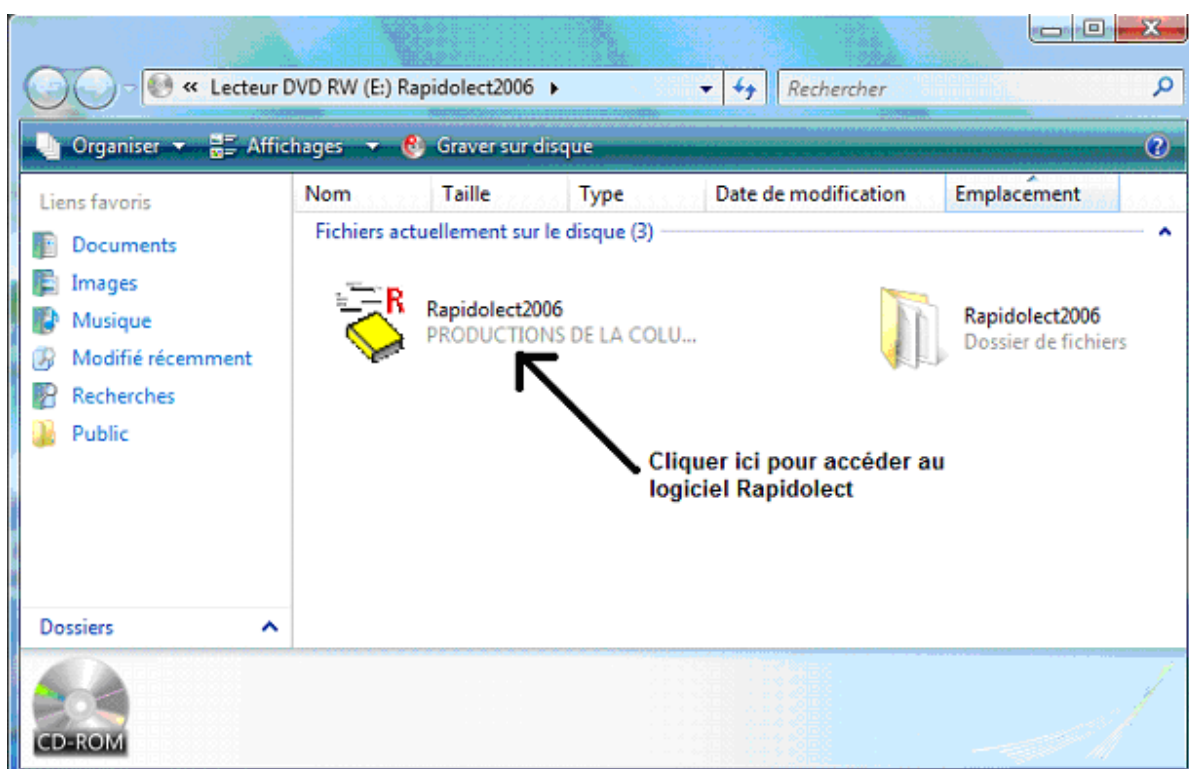 « Lecteur DVD RW (E:) Rapidolect2006
Rechercher
Organiser Affichages Graver sur disque
Liens favoris
Documents
Images
Musique
Modifié récemment
Recherches
Public
Dossiers
Nom Taille Type Date de modification Emplacement
Fichiers actuellement sur le disque (3)
R
Rapidolect2006
PRODUCTIONS DE LA COLU...
Rapidolect2006
Dossier de fichiers
Cliquer ici pour accéder au
logiciel Rapidolect
CD-ROM